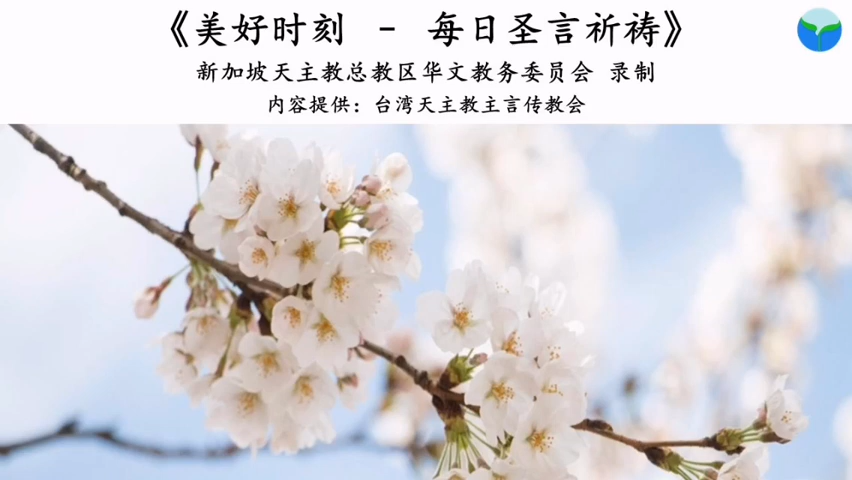 《美好时刻 - 每日圣言祈祷》
新加坡天主教总教区华文教务委员会 录制
内容提供：台湾天主教主言传教会